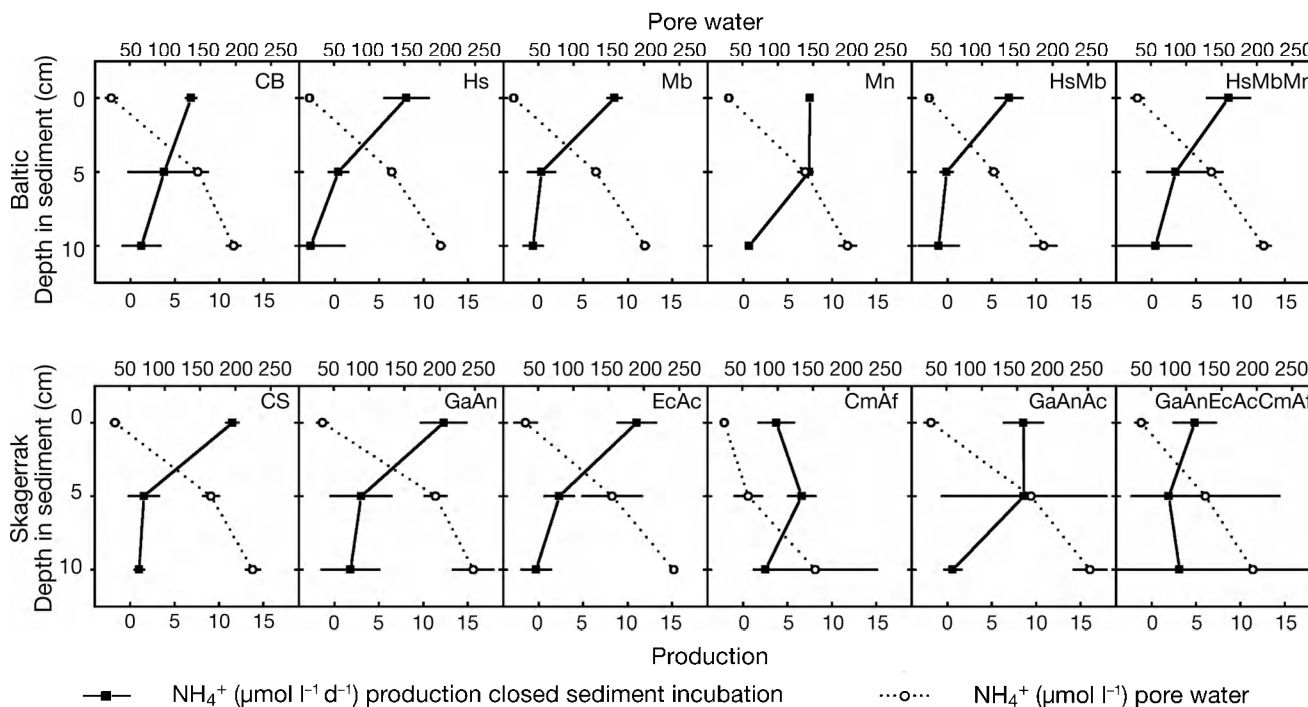 Pore water
50 100 150 200 250 50 100 150 200 250 50 100 150 200 250 50 100 150 200 250 50 100 150 200 250 50 100 150 200 250
CB Hs Mb Mn HsMb HsMbMn
Baltic
Depth in sediment (cm)
0
5
10
0 5 10 15 0 5 10 15 0 5 10 15 0 5 10 15 0 5 10 15 0 5 10 15
50 100 150 200 250 50 100 150 200 250 50 100 150 200 250 50 100 150 200 250 50 100 150 200 250 50 100 150 200 250
CS GaAn EcAc CmAf GaAnAc GaAnEcAcCmAf
Skagerrak
Depth in sediment (cm)
0
5
10
0 5 10 15 0 5 10 15 0 5 10 15 0 5 10 15 0 5 10 15 0 5 10 15
Production
NH₄⁺ (µmol l⁻¹ d⁻¹) production closed sediment incubation NH₄⁺ (µmol l⁻¹) pore water